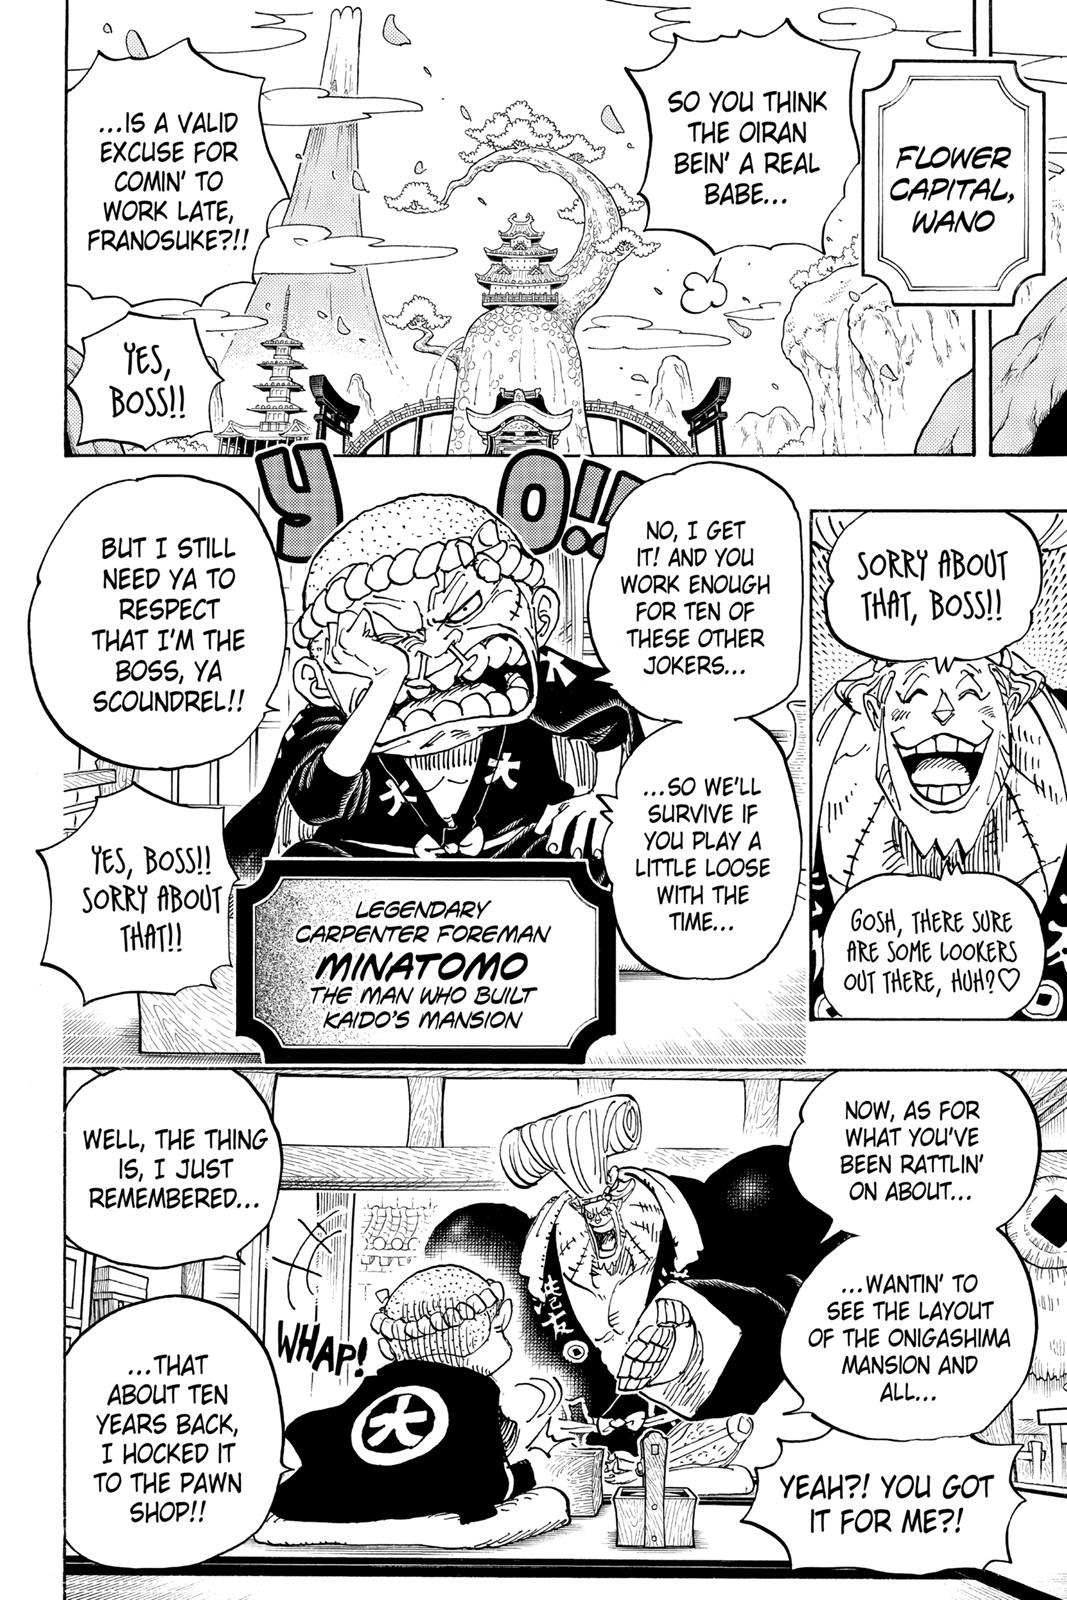 FLOWER
CAPITAL,
WANO
SO YOU THINK
THE OIRAN
BEIN' A REAL
BABE...
...IS A VALID
EXCUSE FOR
COMIN' TO
WORK LATE,
FRANOSUKE?!!
YES,
BOSS!!
SORRY ABOUT
THAT, BOSS!!
GOSH, THERE SURE
ARE SOME LOOKERS
OUT THERE, HUH?♡
YO!!
NO, I GET
IT! AND YOU
WORK ENOUGH
FOR TEN OF
THESE OTHER
JOKERS...
...SO WE'LL
SURVIVE IF
YOU PLAY A
LITTLE LOOSE
WITH THE
TIME...
BUT I STILL
NEED YA TO
RESPECT
THAT I'M THE
BOSS, YA
SCOUNDREL!!
大
大
YES, BOSS!!
SORRY ABOUT
THAT!!
LEGENDARY
CARPENTER FOREMAN
MINATOMO
THE MAN WHO BUILT
KAIDO'S MANSION
NOW, AS FOR
WHAT YOU'VE
BEEN RATTLIN'
ON ABOUT...
...WANTIN' TO
SEE THE LAYOUT
OF THE ONIGASHIMA
MANSION AND
ALL...
YEAH?! YOU GOT
IT FOR ME?!
WELL, THE THING
IS, I JUST
REMEMBERED...
WHAP!
大
...THAT
ABOUT TEN
YEARS BACK,
I HOCKED IT
TO THE PAWN
SHOP!!